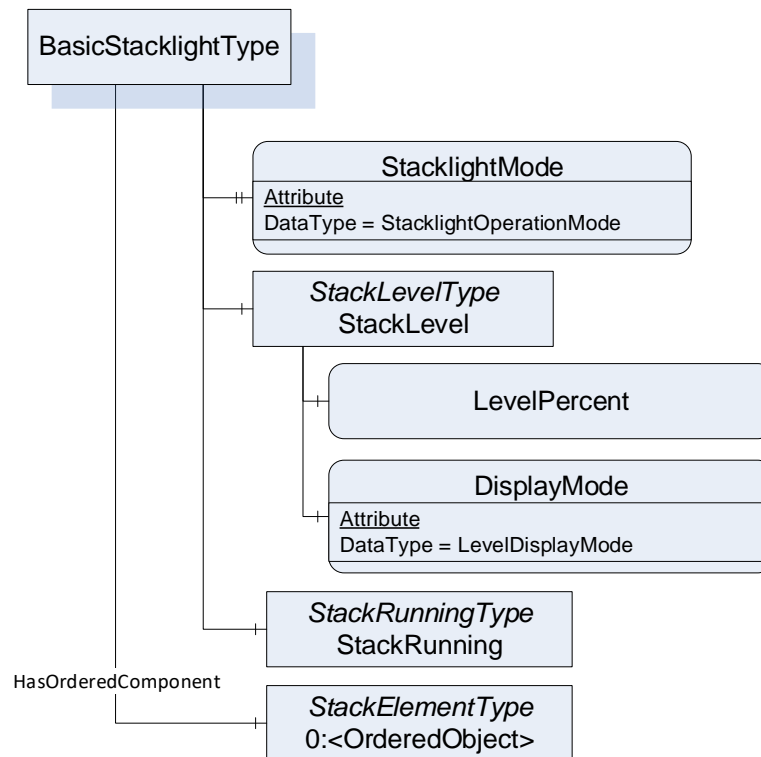 BasicStacklightType
StacklightMode
Attribute
DataType = StacklightOperationMode
StackLevelType
StackLevel
LevelPercent
DisplayMode
Attribute
DataType = LevelDisplayMode
StackRunningType
StackRunning
HasOrderedComponent
StackElementType
0:<OrderedObject>